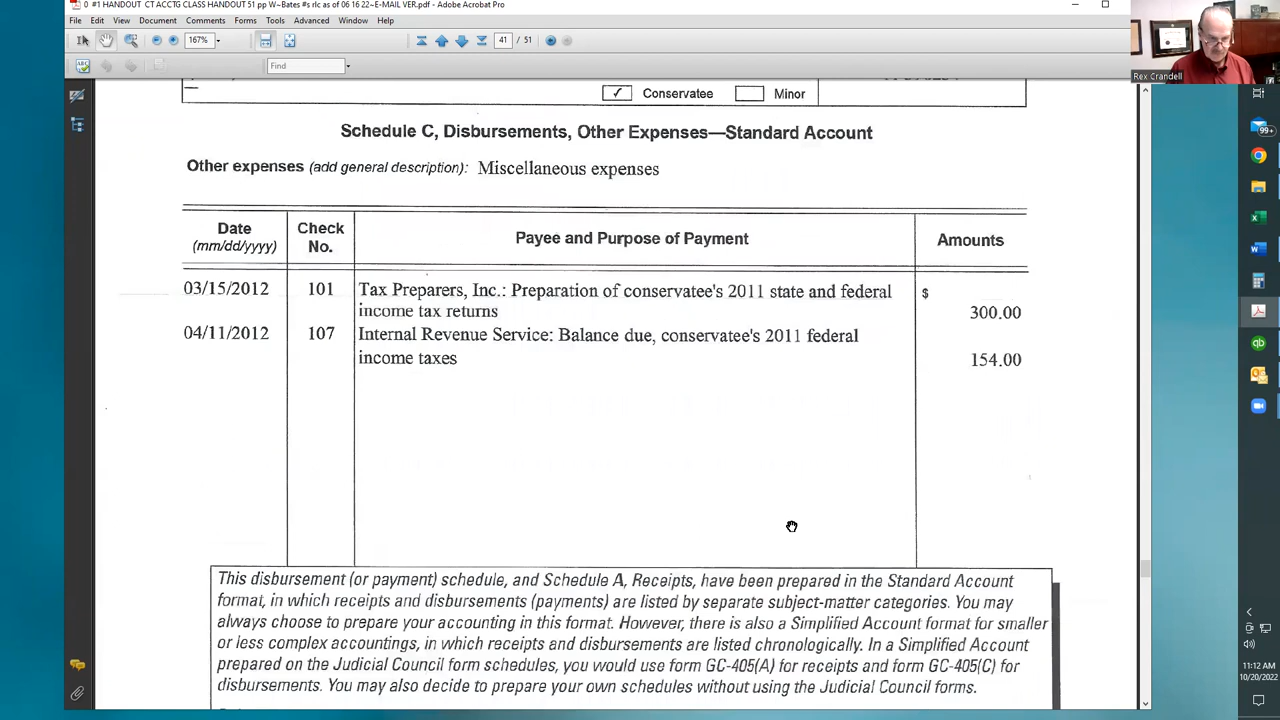 0 #1 HANDOUT CT ACCTG CLASS HANDOUT 51 pp W~Bates #s rlc as of 06 16 22~E-MAIL VER.pdf - Adobe Acrobat Pro
File Edit View Document Comments Forms Tools Advanced Window Help
167% 41 / 51
Find
Rex Crandell
✓ Conservatee Minor
Schedule C, Disbursements, Other Expenses—Standard Account
Other expenses (add general description): Miscellaneous expenses
Date Check
(mm/dd/yyyy) No. Payee and Purpose of Payment Amounts
03/15/2012 101 Tax Preparers, Inc.: Preparation of conservatee's 2011 state and federal $
income tax returns 300.00
04/11/2012 107 Internal Revenue Service: Balance due, conservatee's 2011 federal
income taxes 154.00
This disbursement (or payment) schedule, and Schedule A, Receipts, have been prepared in the Standard Account
format, in which receipts and disbursements (payments) are listed by separate subject-matter categories. You may
always choose to prepare your accounting in this format. However, there is also a Simplified Account format for smaller
or less complex accountings, in which receipts and disbursements are listed chronologically. In a Simplified Account
prepared on the Judicial Council form schedules, you would use form GC-405(A) for receipts and form GC-405(C) for
disbursements. You may also decide to prepare your own schedules without using the Judicial Council forms.
99+
11:12 AM
10/20/2022